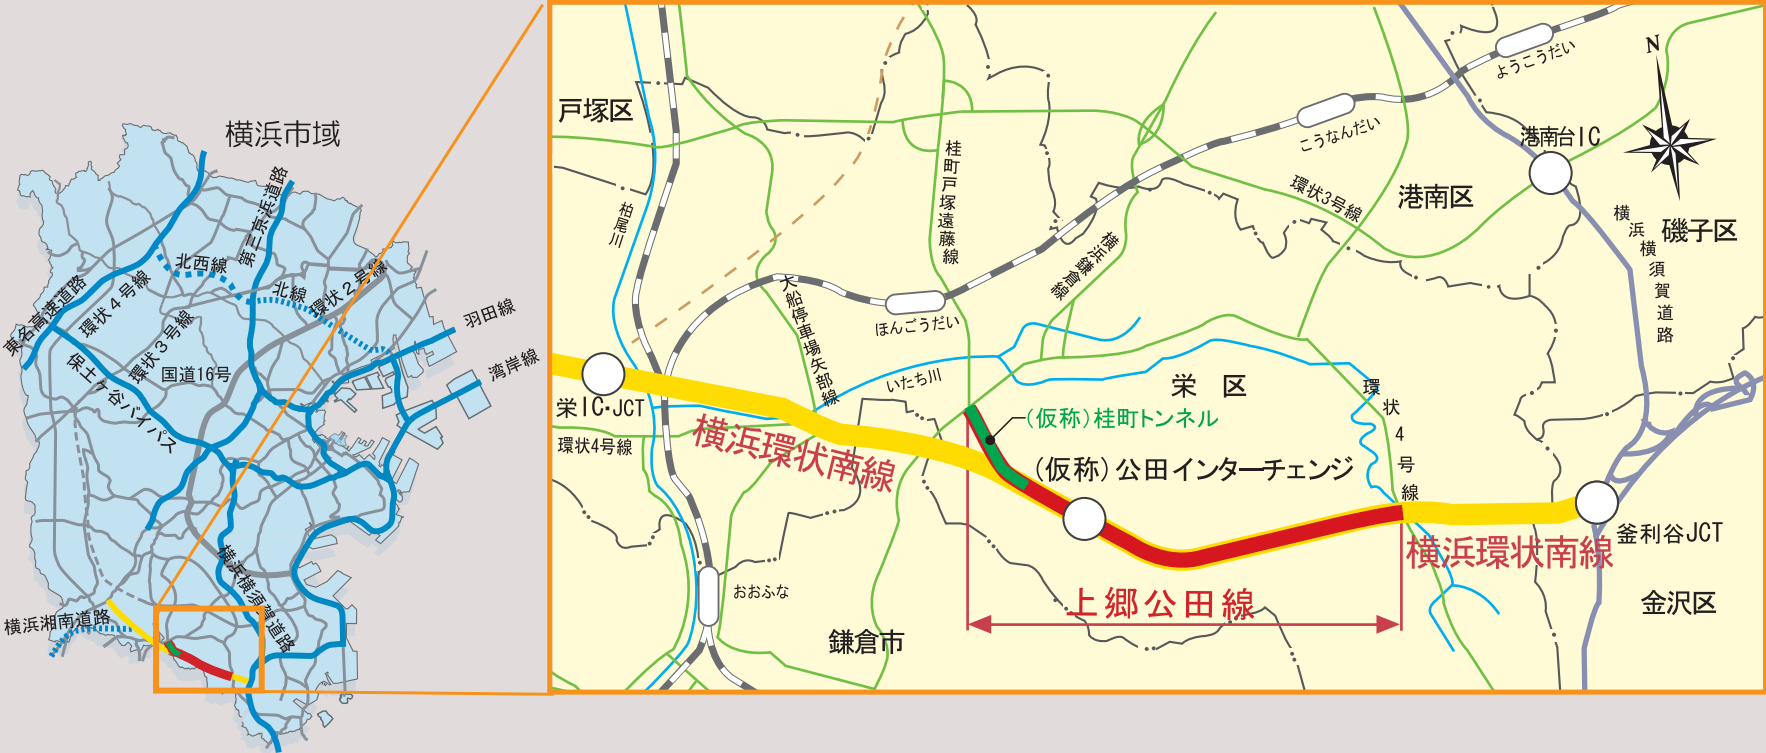 横浜市域
第三京浜道路
北西線
北線
環状２号線
東名高速道路
環状４号線
環状３号線
保土ヶ谷バイパス
国道16号
羽田線
湾岸線
横浜横須賀道路
横浜湘南道路
戸塚区
柏尾川
桂町戸塚遠藤線
大船停車場矢部線
ほんごうだい
横浜鎌倉線
こうなんだい
ようこうだい
港南台IC
N
環状3号線
港南区
磯子区
横浜横須賀道路
栄IC・JCT
環状4号線
いたち川
栄 区
環状4号線
(仮称)桂町トンネル
(仮称)公田インターチェンジ
横浜環状南線
横浜環状南線
釜利谷JCT
上郷公田線
おおふな
鎌倉市
金沢区